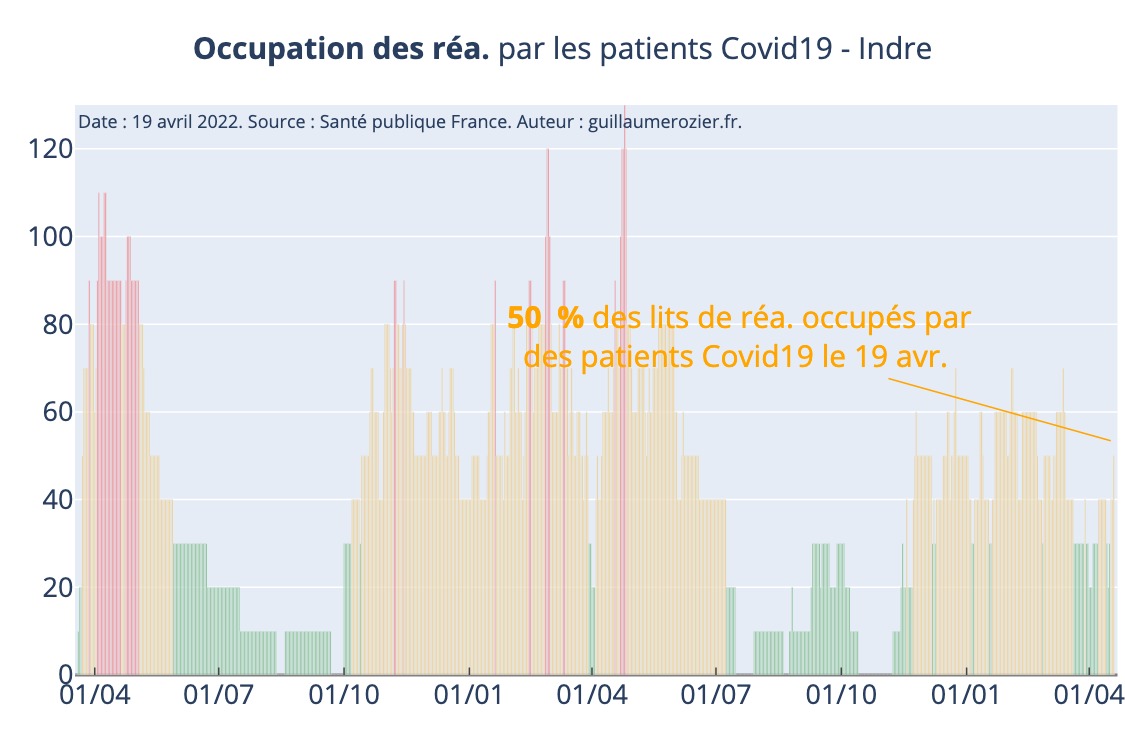 Occupation des réa. par les patients Covid19 - Indre
Date : 19 avril 2022. Source : Santé publique France. Auteur : guillaumerozier.fr.
120
100
80
60
40
20
0
50 % des lits de réa. occupés par
des patients Covid19 le 19 avr.
01/04 01/07 01/10 01/01 01/04 01/07 01/10 01/01 01/04